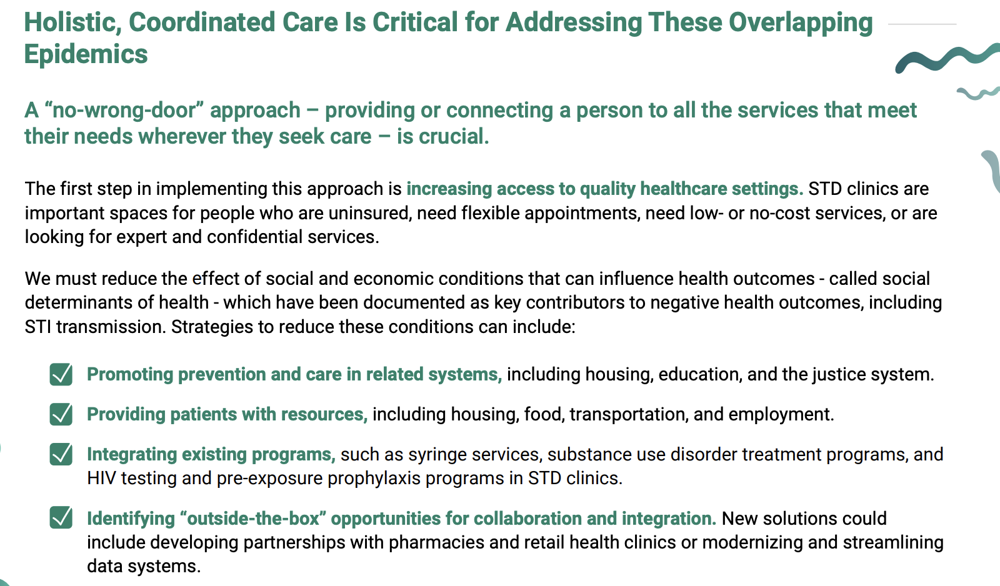 Holistic, Coordinated Care Is Critical for Addressing These Overlapping
Epidemics
A “no-wrong-door” approach – providing or connecting a person to all the services that meet
their needs wherever they seek care – is crucial.
The first step in implementing this approach is increasing access to quality healthcare settings. STD clinics are
important spaces for people who are uninsured, need flexible appointments, need low- or no-cost services, or are
looking for expert and confidential services.
We must reduce the effect of social and economic conditions that can influence health outcomes - called social
determinants of health - which have been documented as key contributors to negative health outcomes, including
STI transmission. Strategies to reduce these conditions can include:
Promoting prevention and care in related systems, including housing, education, and the justice system.
Providing patients with resources, including housing, food, transportation, and employment.
Integrating existing programs, such as syringe services, substance use disorder treatment programs, and
HIV testing and pre-exposure prophylaxis programs in STD clinics.
Identifying “outside-the-box” opportunities for collaboration and integration. New solutions could
include developing partnerships with pharmacies and retail health clinics or modernizing and streamlining
data systems.